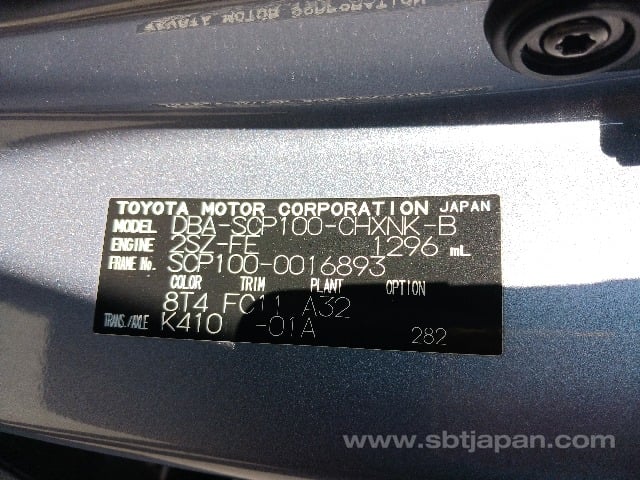 TOYOTA MOTOR CORPORATION JAPAN
MODEL DBA-SCP100-CHXNK-B
ENGINE 2SZ-FE 1296 mL
FRAME No. SCP100-0016893
COLOR TRIM PLANT OPTION
8T4 FC11 A32
TRANS./AXLE K410 -01A 282
www.sbtjapan.com